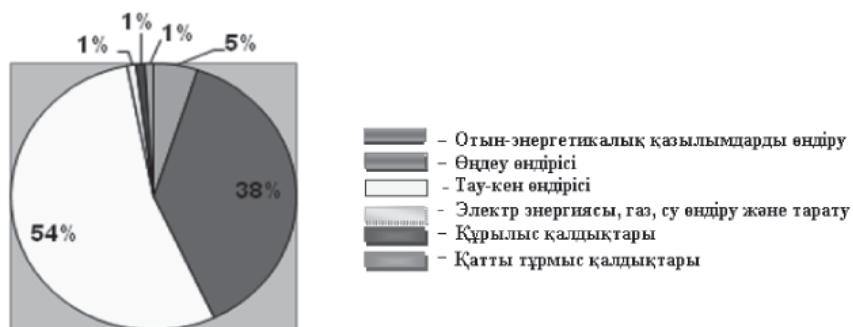 1%
1%
1%
5%
38%
54%
– Отын-энергетикалық қазылымдарды өндіру
– Өңдеу өндірісі
- Тау-кен өндірісі
- Электр энергиясы, газ, су өндіру және тарату
– Құрылыс қалдықтары
– Қатты тұрмыс қалдықтары